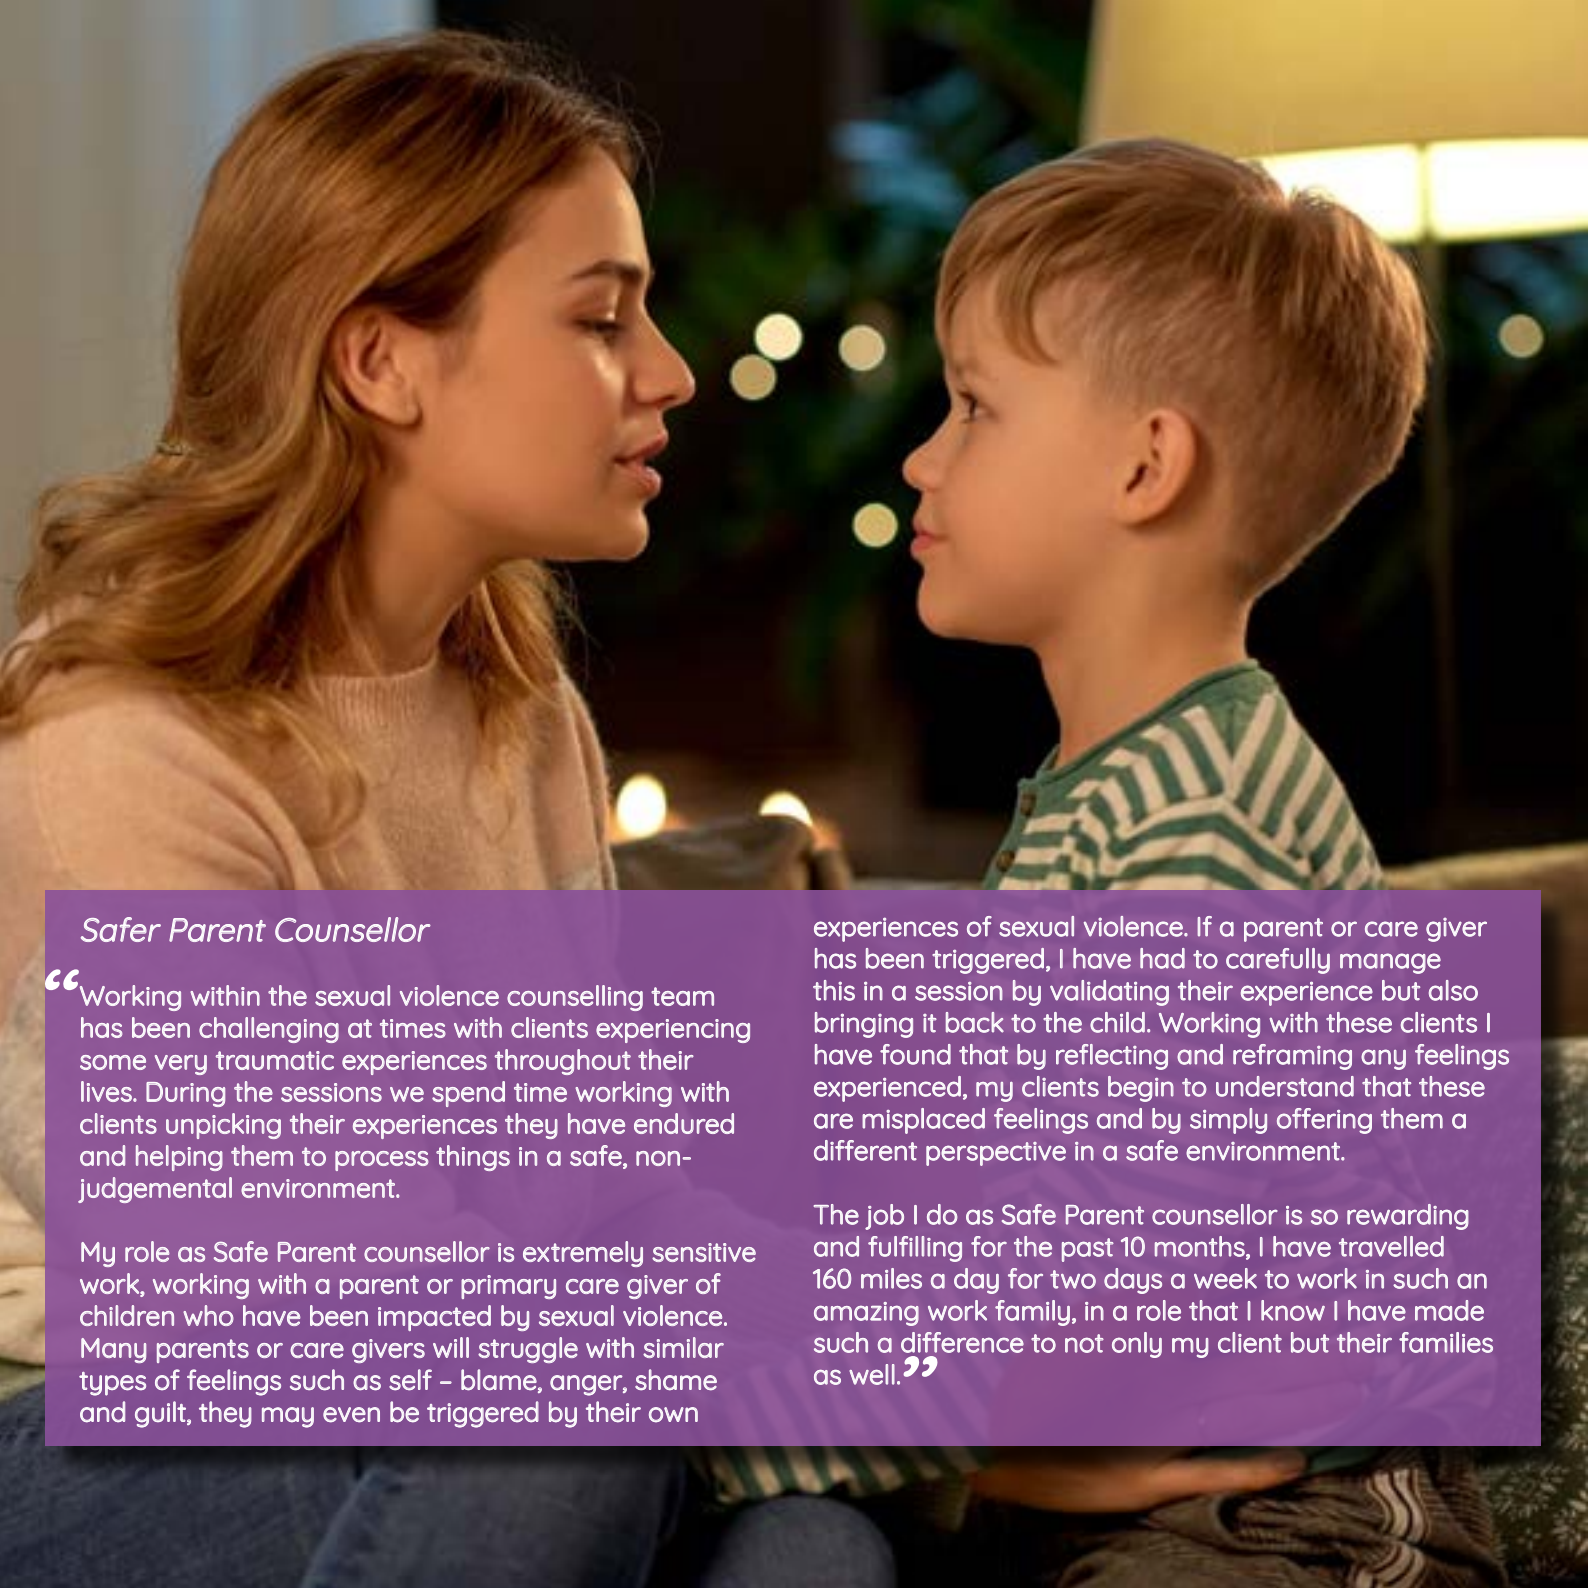 Safer Parent Counsellor
“Working within the sexual violence counselling team
has been challenging at times with clients experiencing
some very traumatic experiences throughout their
lives. During the sessions we spend time working with
clients unpicking their experiences they have endured
and helping them to process things in a safe, non-
judgemental environment.
My role as Safe Parent counsellor is extremely sensitive
work, working with a parent or primary care giver of
children who have been impacted by sexual violence.
Many parents or care givers will struggle with similar
types of feelings such as self – blame, anger, shame
and guilt, they may even be triggered by their own
experiences of sexual violence. If a parent or care giver
has been triggered, I have had to carefully manage
this in a session by validating their experience but also
bringing it back to the child. Working with these clients I
have found that by reflecting and reframing any feelings
experienced, my clients begin to understand that these
are misplaced feelings and by simply offering them a
different perspective in a safe environment.
The job I do as Safe Parent counsellor is so rewarding
and fulfilling for the past 10 months, I have travelled
160 miles a day for two days a week to work in such an
amazing work family, in a role that I know I have made
such a difference to not only my client but their families
as well.”